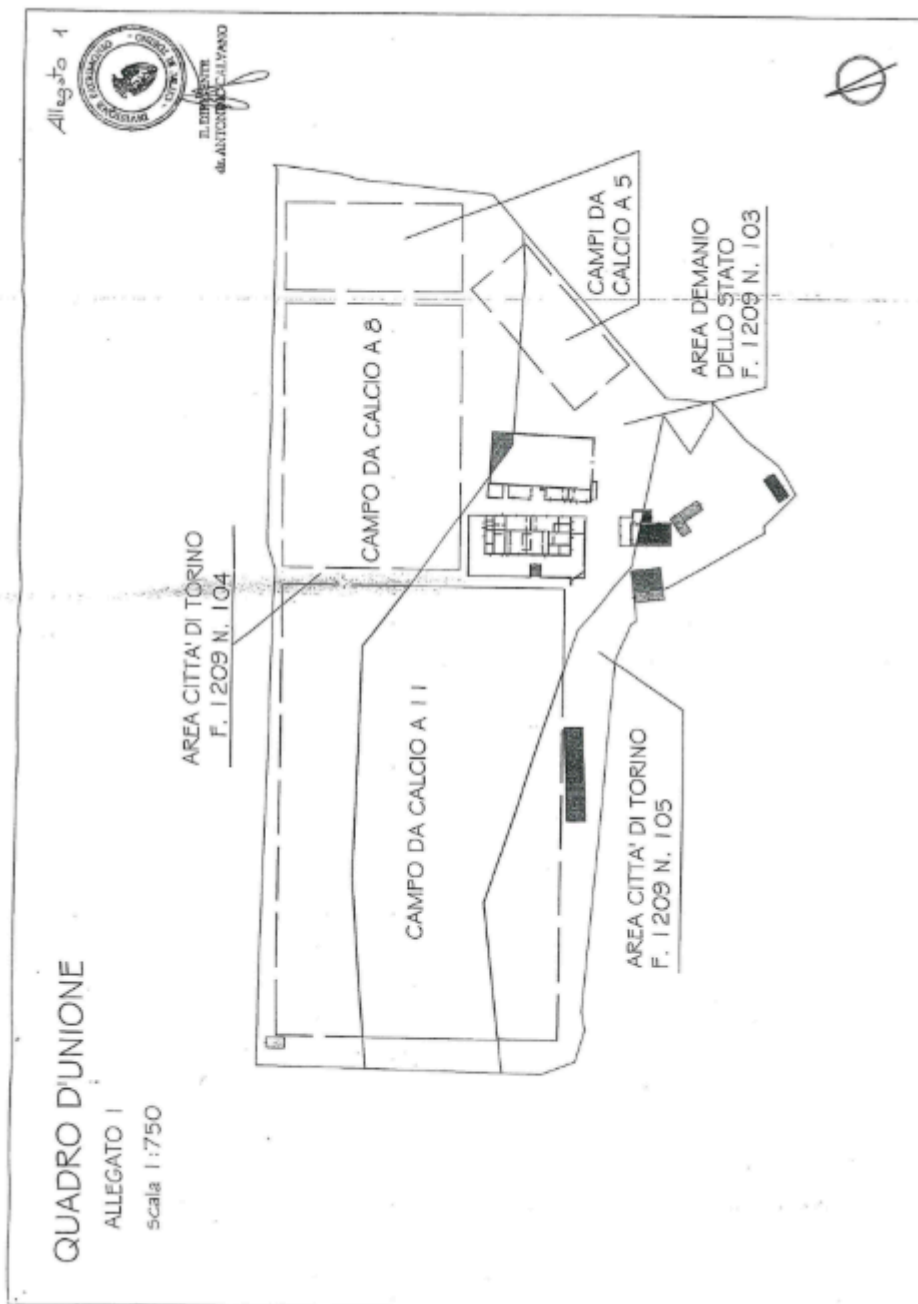 QUADRO D'UNIONE
ALLEGATO 1
scala 1:750
Allegato 1
IL DIRIGENTE
dr. ANTONINO CALVANO
AREA CITTA' DI TORINO
F. 1209 N. 104
CAMPO DA CALCIO A 11
CAMPO DA CALCIO A 8
CAMPI DA
CALCIO A 5
AREA DEMANIO
DELLO STATO
F. 1209 N. 103
AREA CITTA' DI TORINO
F. 1209 N. 105